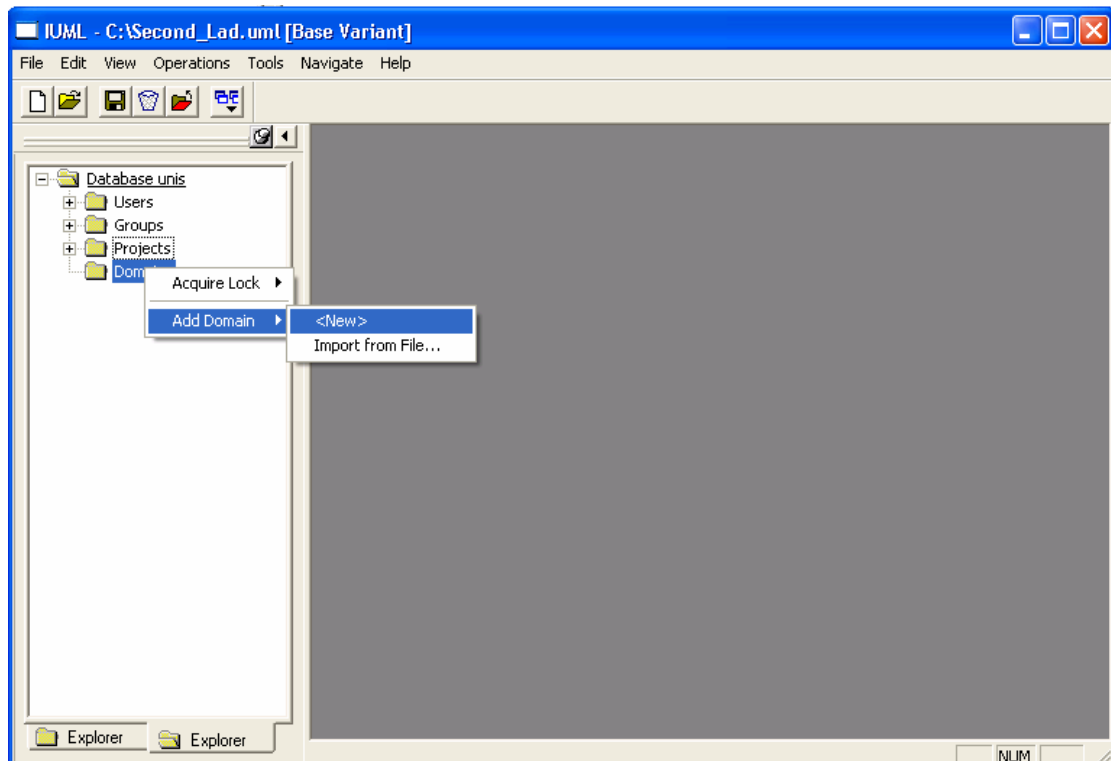 IUML - C:\Second_Lad.uml [Base Variant]
File Edit View Operations Tools Navigate Help
Database unis
Users
Groups
Projects
Dom
Acquire Lock
Add Domain
<New>
Import from File...
Explorer
Explorer
NUM